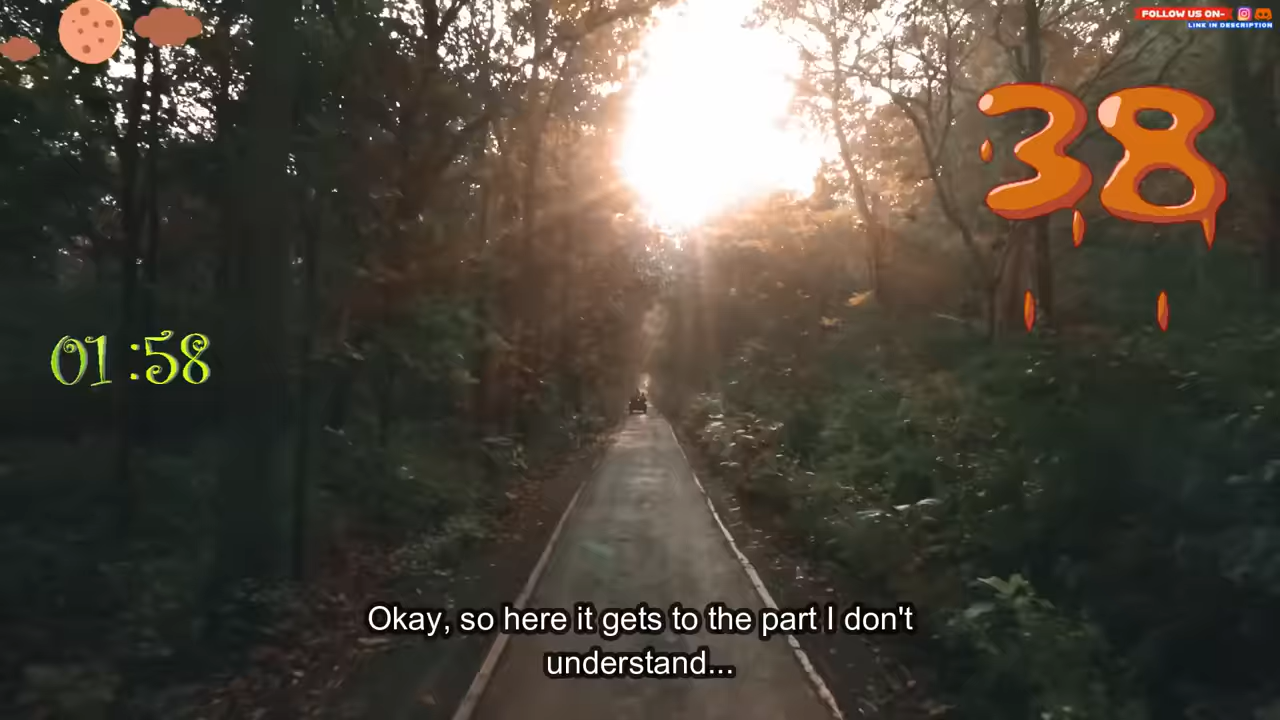 FOLLOW US ON-
LINK IN DESCRIPTION
38
01 :58
Okay, so here it gets to the part I don't
understand...